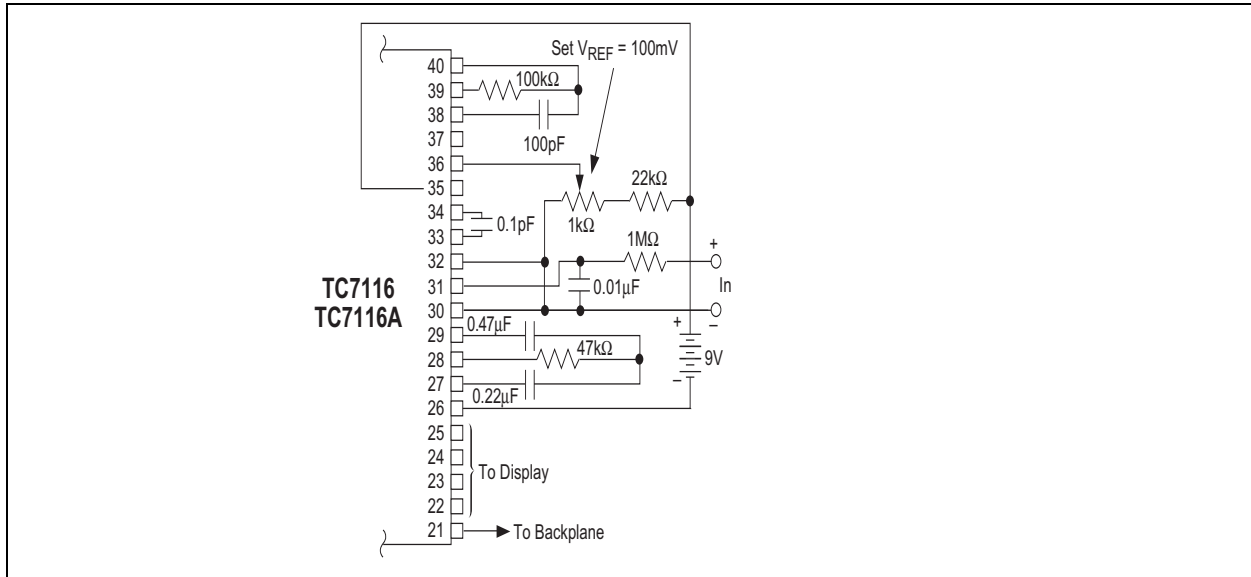 Set VREF = 100mV
40
39
100kΩ
38
100pF
37
36
35
22kΩ
34
0.1pF
1kΩ
33
1MΩ
32
+
31
0.01μF
In
TC7116
TC7116A
30
–
29
0.47μF
+
28
47kΩ
9V
27
0.22μF
–
26
25
24
To Display
23
22
21
To Backplane